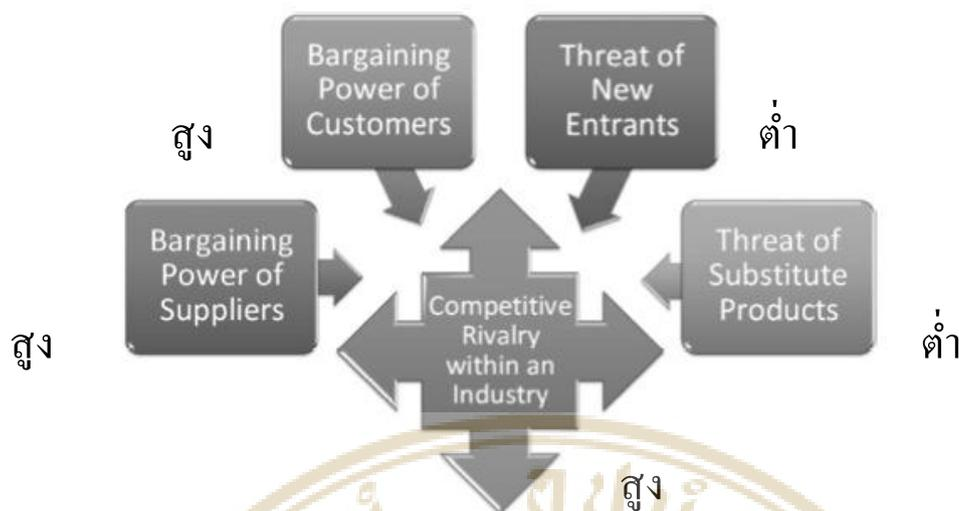 Bargaining
Power of
Customers
Threat of
New
Entrants
สูง
ต่ำ
Bargaining
Power of
Suppliers
Threat of
Substitute
Products
Competitive
Rivalry
within an
Industry
สูง
ต่ำ
สูง